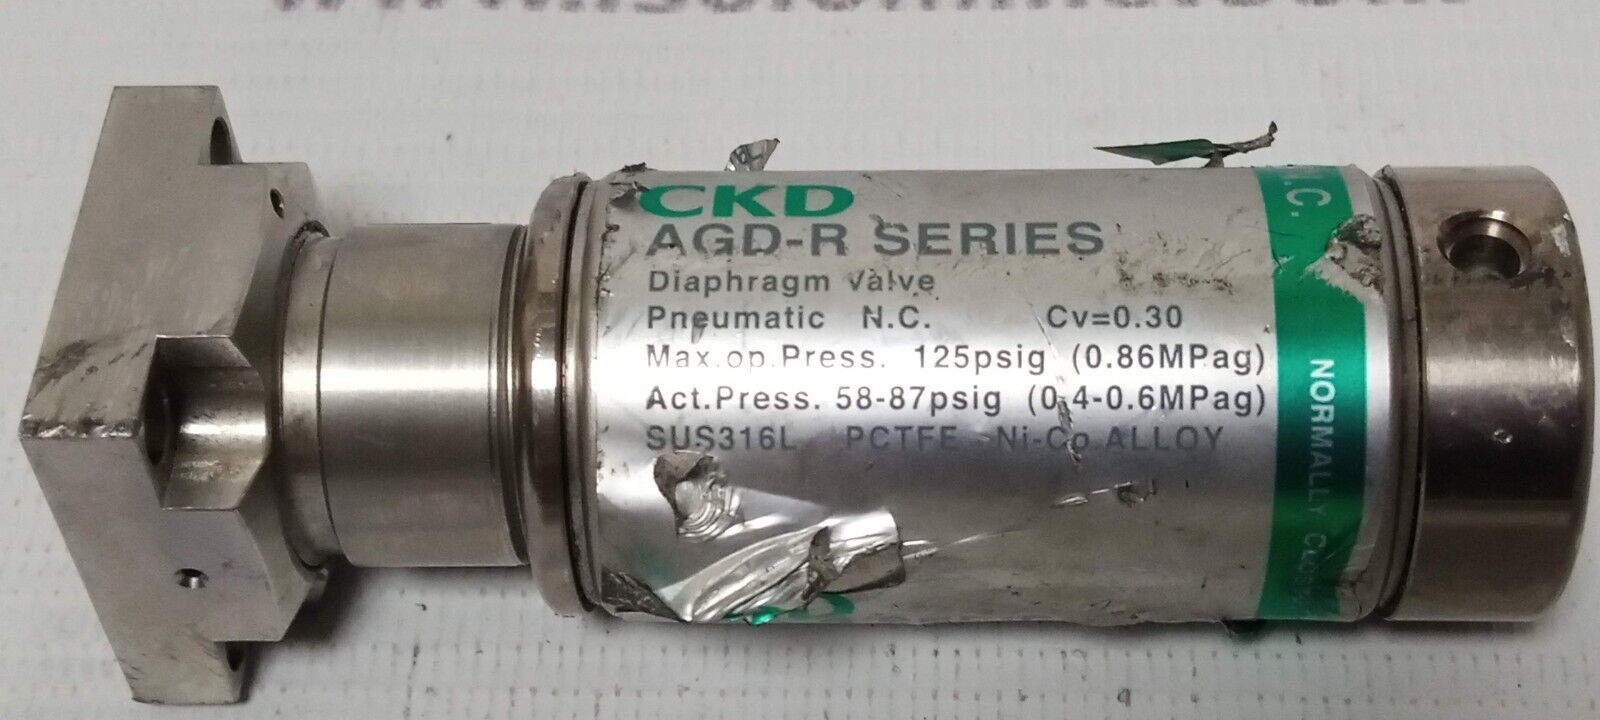 CKD
AGD-R SERIES
Diaphragm Valve
Pneumatic N.C. Cv=0.30
Max.op.Press. 125psig (0.86MPag)
Act.Press. 58-87psig (0.4-0.6MPag)
SUS316L PCTFE Ni-Co.ALLOY
N.C.
NORMALLY CLOSED